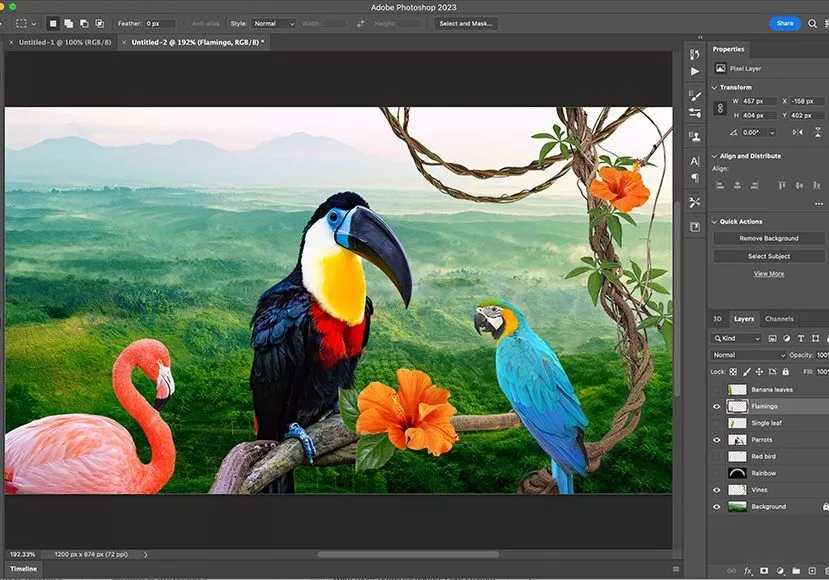 Adobe Photoshop 2023
Feather: 0 px Anti-alias Style: Normal Width: Height: Select and Mask... Share
× Untitled-1 @ 100% (RGB/8) × Untitled-2 @ 192% (Flamingo, RGB/8) *
Properties
Pixel Layer
Transform
W 457 px X -158 px
H 404 px Y 402 px
0.00°
Align and Distribute
Align:
Quick Actions
Remove Background
Select Subject
View More
3D Layers Channels
Kind
Normal Opacity: 100%
Lock: Fill: 100%
Banana leaves
Flamingo
Single leaf
Parrots
Red bird
Rainbow
Vines
Background
192.33% 1200 px x 674 px (72 ppi)
Timeline